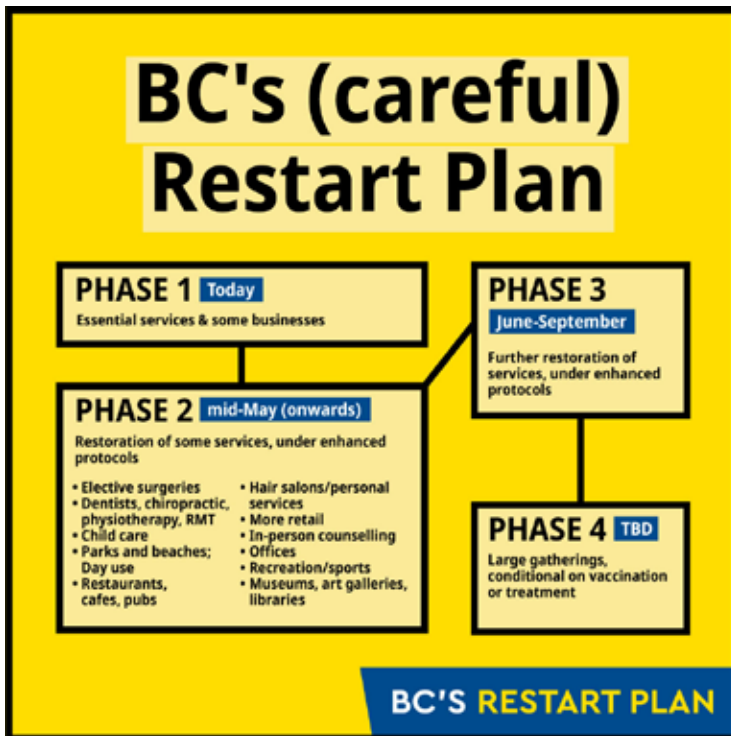 BC's (careful)
Restart Plan
PHASE 1 Today
Essential services & some businesses
PHASE 2 mid-May (onwards)
Restoration of some services, under enhanced
protocols
• Elective surgeries
• Dentists, chiropractic,
physiotherapy, RMT
• Child care
• Parks and beaches;
Day use
• Restaurants,
cafes, pubs
• Hair salons/personal
services
• More retail
• In-person counselling
• Offices
• Recreation/sports
• Museums, art galleries,
libraries
PHASE 3
June-September
Further restoration of
services, under enhanced
protocols
PHASE 4 TBD
Large gatherings,
conditional on vaccination
or treatment
BC'S RESTART PLAN